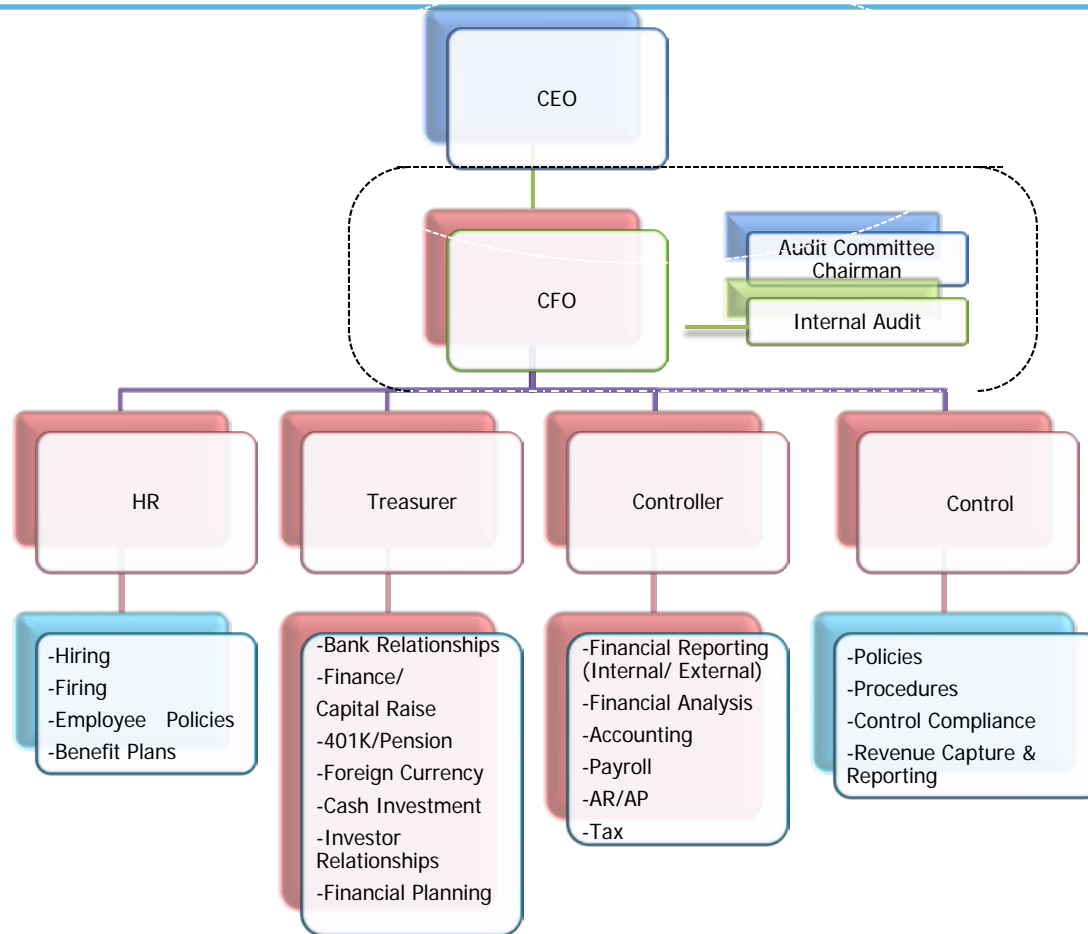 CEO
CFO
Audit Committee
Chairman
Internal Audit
HR
Treasurer
Controller
Control
-Hiring
-Firing
-Employee Policies
-Benefit Plans
-Bank Relationships
-Finance/
Capital Raise
-401K/Pension
-Foreign Currency
-Cash Investment
-Investor
Relationships
-Financial Planning
-Financial Reporting
(Internal/ External)
-Financial Analysis
-Accounting
-Payroll
-AR/AP
-Tax
-Policies
-Procedures
-Control Compliance
-Revenue Capture &
Reporting